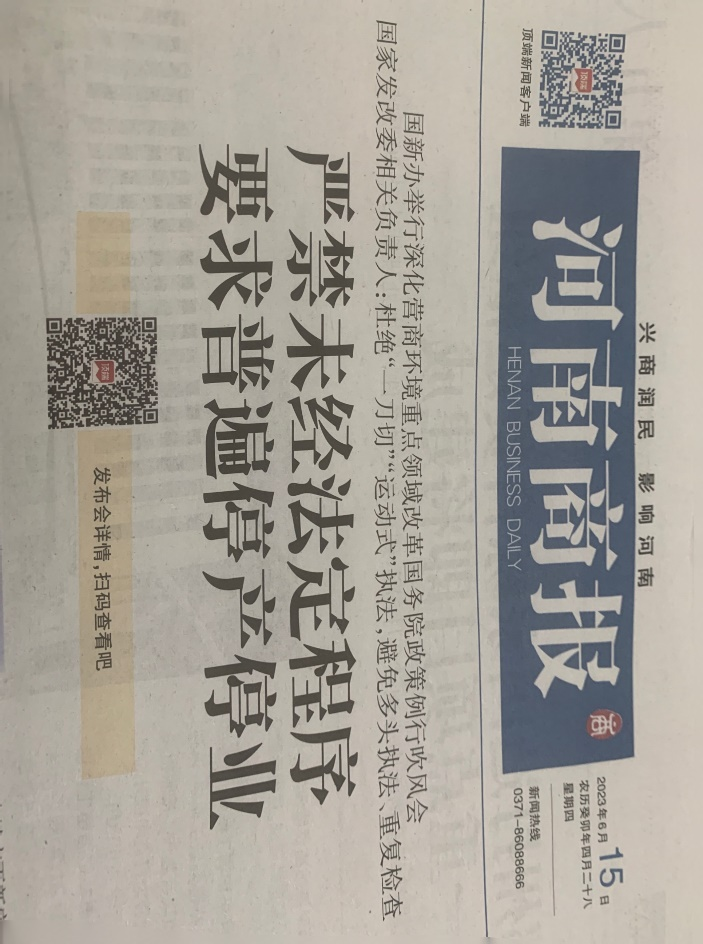 兴商润民 影响河南
顶端
顶端新闻客户端
河南商报
HENAN BUSINESS DAILY
商
2023年6月15日
农历癸卯年四月二十八
星期四
新闻热线
0371-86088666
国新办举行深化营商环境重点领域改革国务院政策例行吹风会
国家发改委相关负责人：杜绝“一刀切”“运动式”执法，避免多头执法、重复检查
严禁未经法定程序
要求普遍停产停业
顶端
发布会详情，扫码查看吧